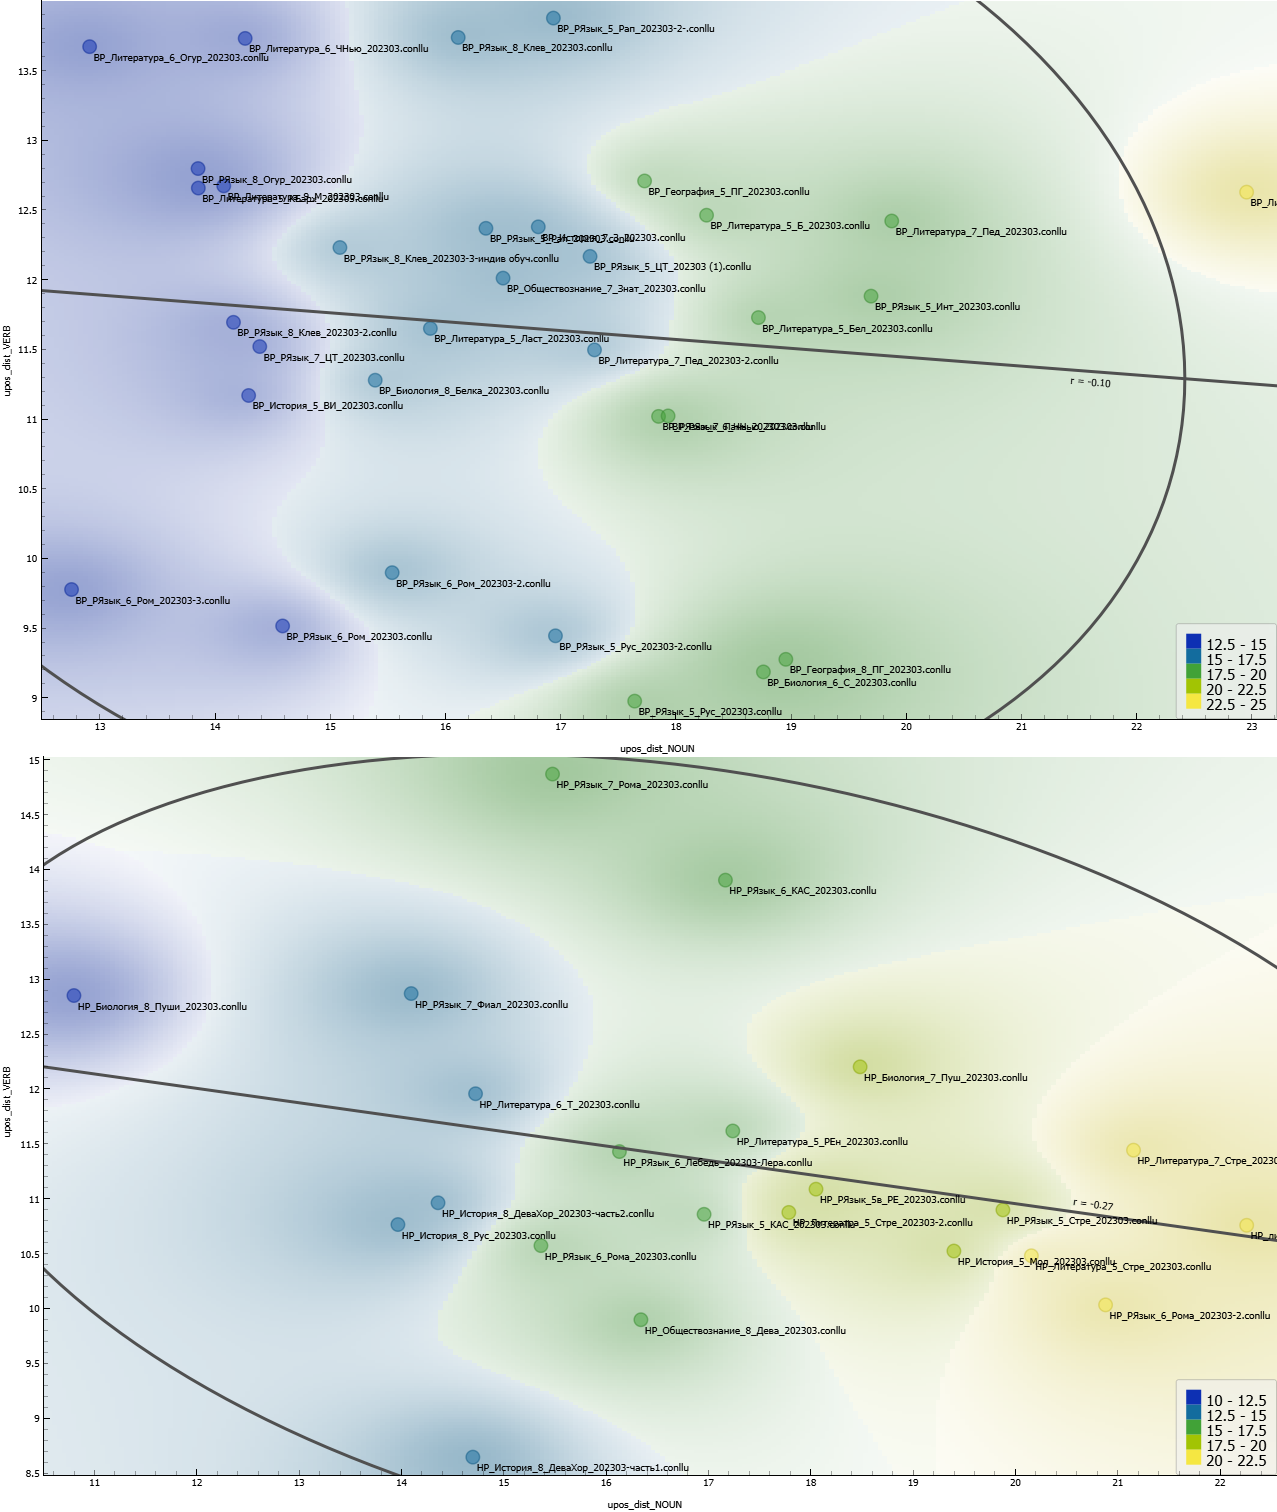 ВР_РЯзык_5_Рап_202303-2-.conllu
ВР_Литература_6_ЧНью_202303.conllu
ВР_РЯзык_8_Клев_202303.conllu
ВР_Литература_6_Огур_202303.conllu
13.5
13
ВР_РЯзык_8_Огур_202303.conllu
ВР_География_5_ПГ_202303.conllu
12.5
ВР_Литература_5_Б_202303.conllu
ВР_Литература_7_Пед_202303.conllu
ВР_РЯзык_8_Клев_202303-3-индив обуч.conllu
ВР_РЯзык_5_ЦТ_202303 (1).conllu
12
ВР_Обществознание_7_Знат_202303.conllu
ВР_РЯзык_5_Инт_202303.conllu
ВР_РЯзык_8_Клев_202303-2.conllu
ВР_Литература_5_Ласт_202303.conllu
ВР_Литература_5_Бел_202303.conllu
11.5
ВР_РЯзык_7_ЦТ_202303.conllu
ВР_Литература_7_Пед_202303-2.conllu
upos_dist_VERB
r = -0.10
ВР_Биология_8_Белка_202303.conllu
ВР_История_5_ВИ_202303.conllu
11
10.5
10
ВР_РЯзык_6_Ром_202303-2.conllu
ВР_РЯзык_6_Ром_202303-3.conllu
9.5
ВР_РЯзык_6_Ром_202303.conllu
ВР_РЯзык_5_Рус_202303-2.conllu
ВР_География_8_ПГ_202303.conllu
ВР_Биология_6_С_202303.conllu
9
ВР_РЯзык_5_Рус_202303.conllu
12.5 - 15
15 - 17.5
17.5 - 20
20 - 22.5
22.5 - 25
13 14 15 16 17 18 19 20 21 22 23
upos_dist_NOUN
15
НР_РЯзык_7_Рома_202303.conllu
14.5
14
НР_РЯзык_6_КАС_202303.conllu
13.5
13
НР_Биология_8_Пуши_202303.conllu
НР_РЯзык_7_Фиал_202303.conllu
12.5
НР_Биология_7_Пуш_202303.conllu
12
НР_Литература_6_Т_202303.conllu
upos_dist_VERB
11.5
НР_Литература_5_РЕн_202303.conllu
НР_РЯзык_6_Лебедь_202303-Лера.conllu
НР_Литература_7_Стре_20230
11
НР_РЯзык_5в_РЕ_202303.conllu
r = -0.27
НР_История_8_ДеваХор_202303-часть2.conllu
НР_РЯзык_5_Стре_202303.conllu
НР_История_8_Рус_202303.conllu
10.5
НР_РЯзык_6_Рома_202303.conllu
НР_Литература_5_Стре_202303.conllu
10
НР_РЯзык_6_Рома_202303-2.conllu
НР_Обществознание_8_Дева_202303.conllu
9.5
9
8.5
НР_История_8_ДеваХор_202303-часть1.conllu
10 - 12.5
12.5 - 15
15 - 17.5
17.5 - 20
20 - 22.5
11 12 13 14 15 16 17 18 19 20 21 22
upos_dist_NOUN